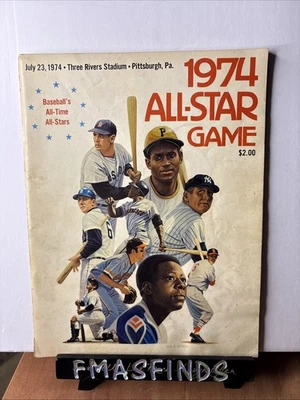 July 23, 1974 • Three Rivers Stadium • Pittsburgh, Pa.
1974
ALL-STAR
GAME
$2.00
Baseball's
All-Time
All-Stars
P
6
FMASFINDS